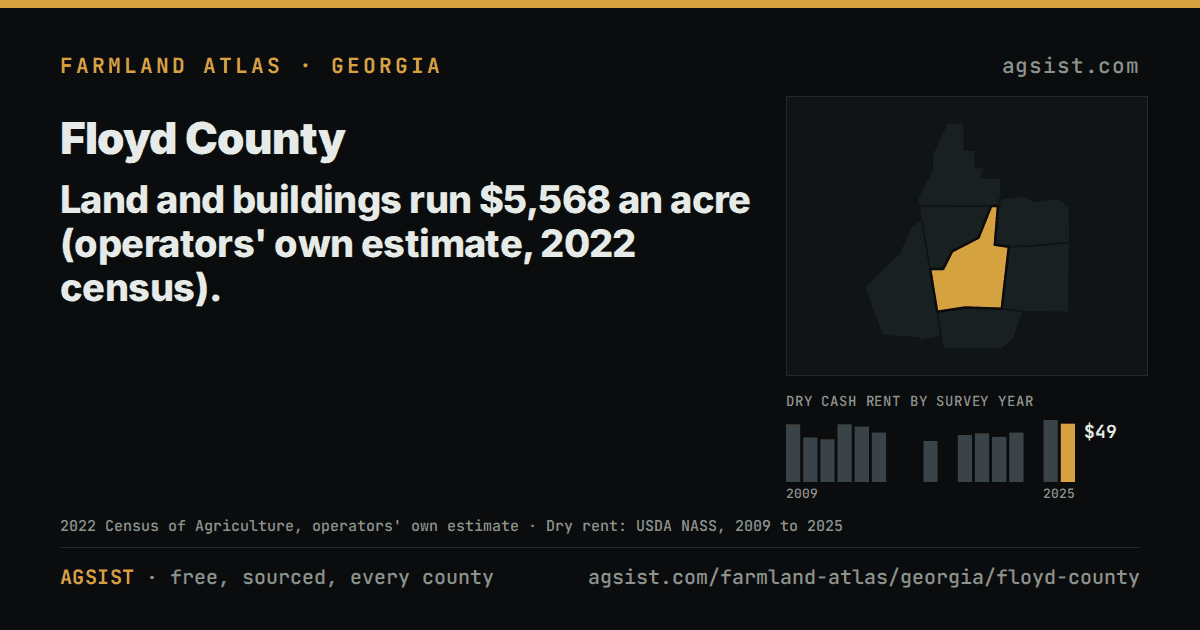 FARMLAND ATLAS · GEORGIA
agsist.com
Floyd County
Land and buildings run $5,568 an acre
(operators' own estimate, 2022
census).
DRY CASH RENT BY SURVEY YEAR
$49
2009
2025
2022 Census of Agriculture, operators' own estimate · Dry rent: USDA NASS, 2009 to 2025
AGSIST · free, sourced, every county
agsist.com/farmland-atlas/georgia/floyd-county